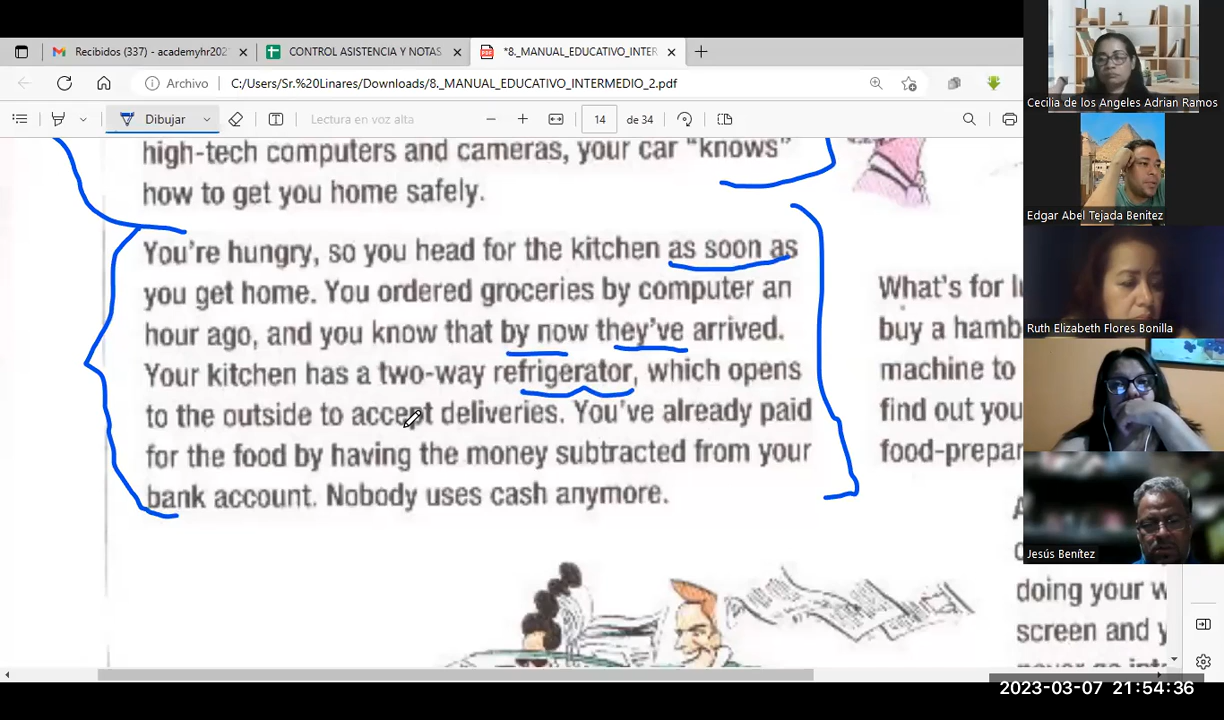 Recibidos (337) - academyhr202
CONTROL ASISTENCIA Y NOTAS
*8._MANUAL_EDUCATIVO_INTER
Archivo
C:/Users/Sr.%20Linares/Downloads/8._MANUAL_EDUCATIVO_INTERMEDIO_2.pdf
Dibujar
Lectura en voz alta
14
de 34
high-tech computers and cameras, your car “knows”
how to get you home safely.
You’re hungry, so you head for the kitchen as soon as
you get home. You ordered groceries by computer an
hour ago, and you know that by now they’ve arrived.
Your kitchen has a two-way refrigerator, which opens
to the outside to accept deliveries. You’ve already paid
for the food by having the money subtracted from your
bank account. Nobody uses cash anymore.
What’s for
buy a hamb
machine to
find out you
food-prepar
doing your w
screen and y
Cecilia de los Angeles Adrian Ramos
Edgar Abel Tejada Benitez
Ruth Elizabeth Flores Bonilla
Jesús Benítez
2023-03-07 21:54:36